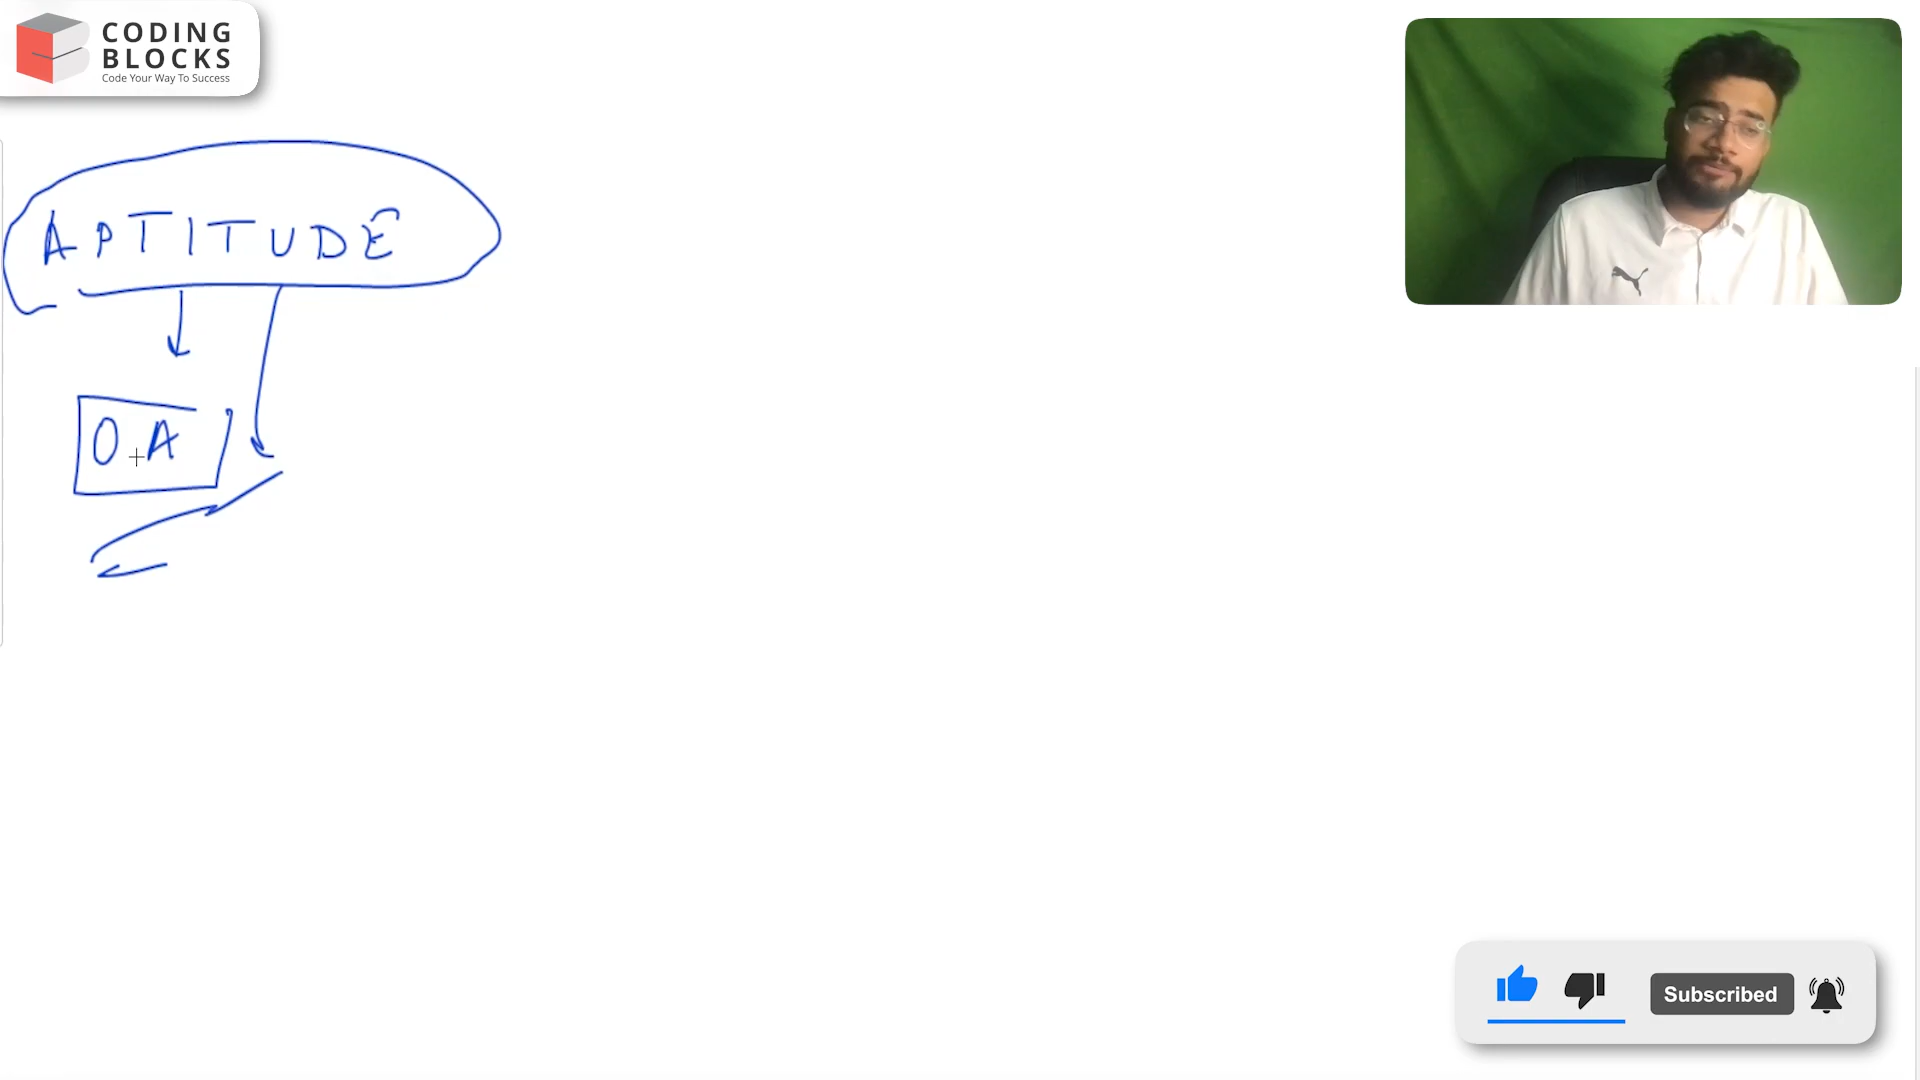 CODING
BLOCKS
Code Your Way To Success
APTITUDE
O.A
Subscribed